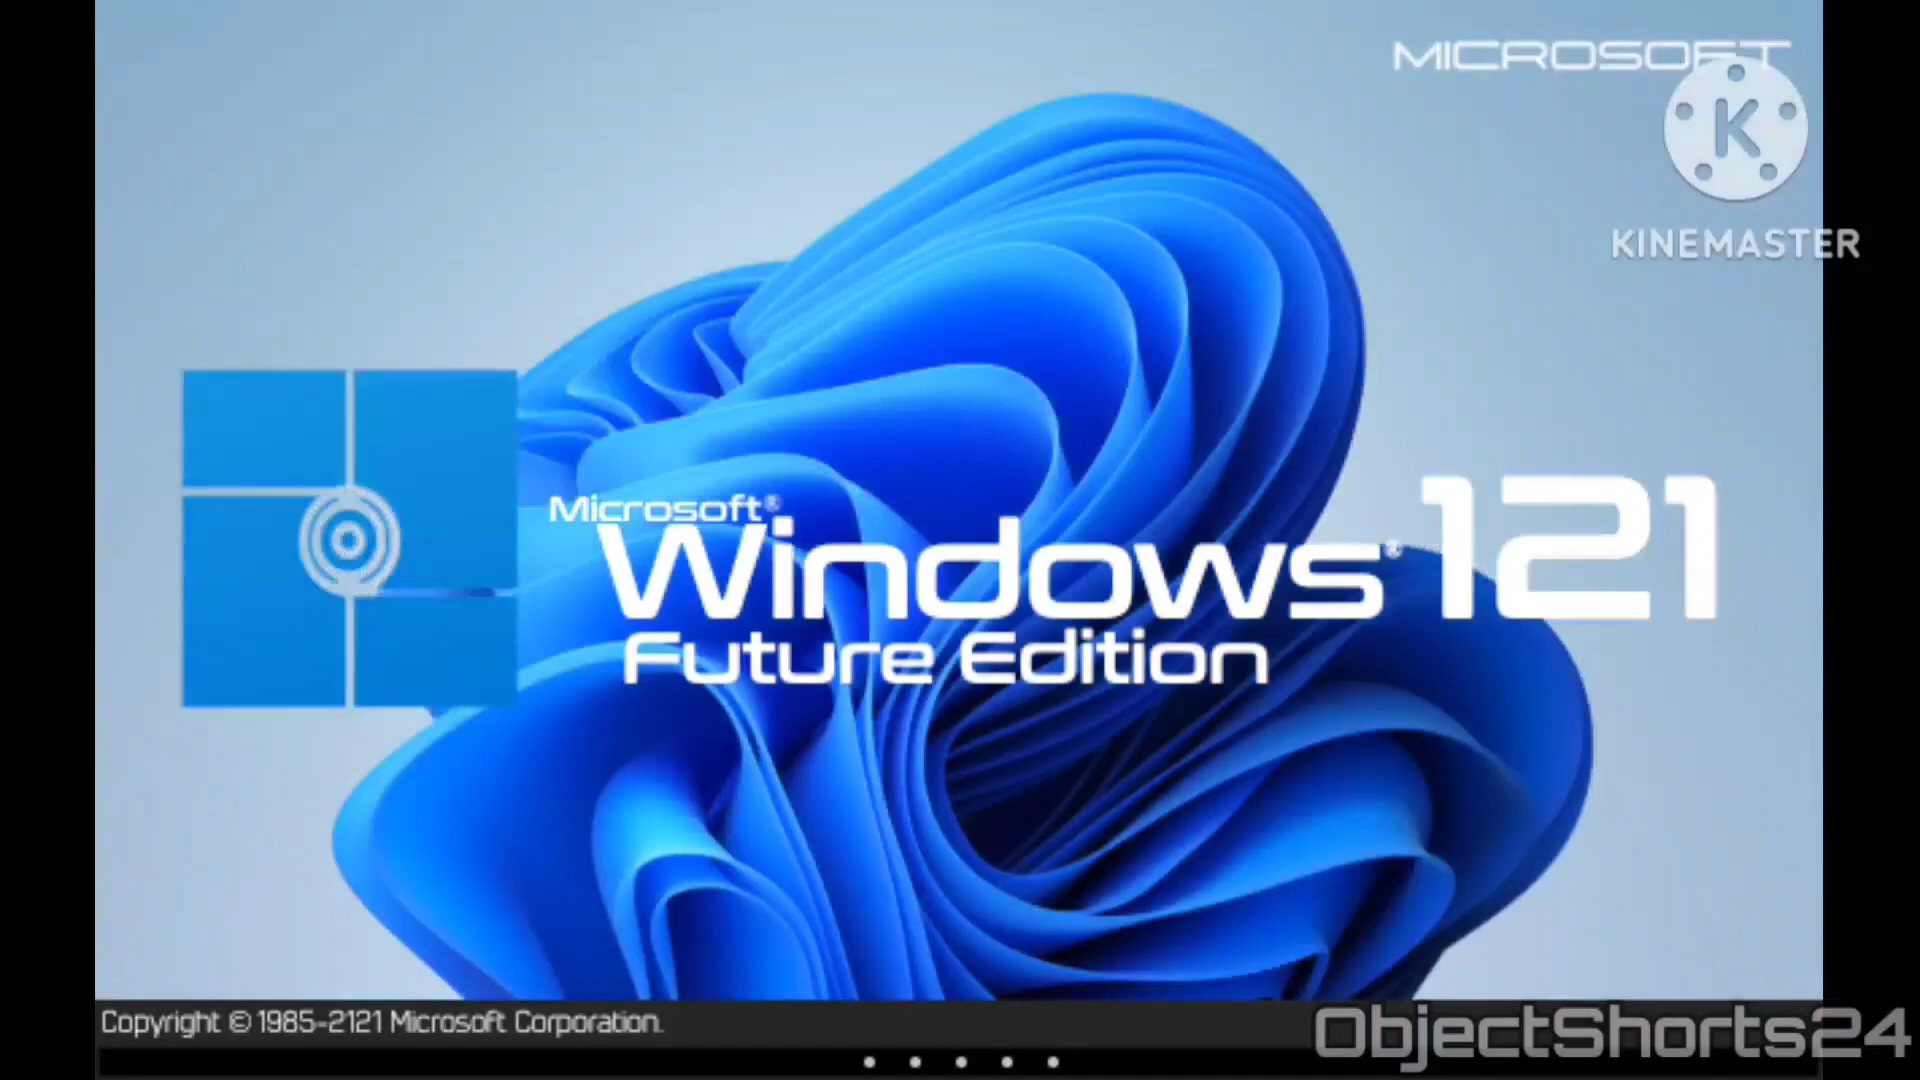 MICROSOFT
K
KINEMASTER
Microsoft®
Windows® 121
Future Edition
Copyright © 1985-2121 Microsoft Corporation.
ObjectShorts24